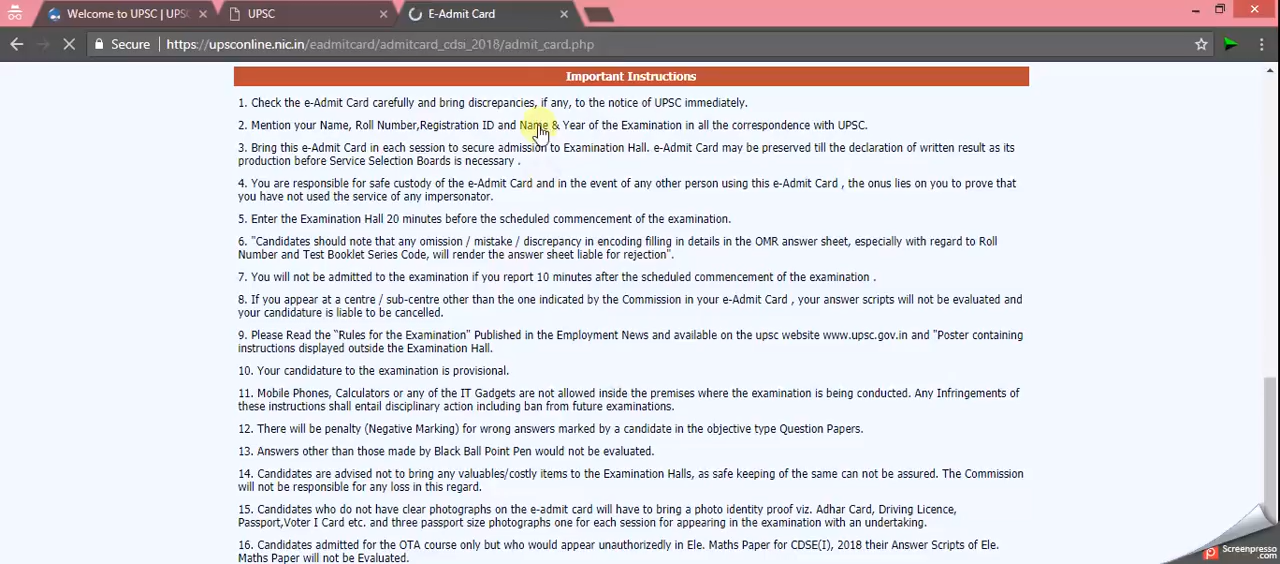 Welcome to UPSC | UPSC
UPSC
E-Admit Card
Secure
https://upsconline.nic.in/eadmitcard/admitcard_cdsi_2018/admit_card.php
Important Instructions
1. Check the e-Admit Card carefully and bring discrepancies, if any, to the notice of UPSC immediately.
2. Mention your Name, Roll Number,Registration ID and Name & Year of the Examination in all the correspondence with UPSC.
3. Bring this e-Admit Card in each session to secure admission to Examination Hall. e-Admit Card may be preserved till the declaration of written result as its
production before Service Selection Boards is necessary .
4. You are responsible for safe custody of the e-Admit Card and in the event of any other person using this e-Admit Card , the onus lies on you to prove that
you have not used the service of any impersonator.
5. Enter the Examination Hall 20 minutes before the scheduled commencement of the examination.
6. "Candidates should note that any omission / mistake / discrepancy in encoding filling in details in the OMR answer sheet, especially with regard to Roll
Number and Test Booklet Series Code, will render the answer sheet liable for rejection".
7. You will not be admitted to the examination if you report 10 minutes after the scheduled commencement of the examination .
8. If you appear at a centre / sub-centre other than the one indicated by the Commission in your e-Admit Card , your answer scripts will not be evaluated and
your candidature is liable to be cancelled.
9. Please Read the "Rules for the Examination" Published in the Employment News and available on the upsc website www.upsc.gov.in and "Poster containing
instructions displayed outside the Examination Hall.
10. Your candidature to the examination is provisional.
11. Mobile Phones, Calculators or any of the IT Gadgets are not allowed inside the premises where the examination is being conducted. Any Infringements of
these instructions shall entail disciplinary action including ban from future examinations.
12. There will be penalty (Negative Marking) for wrong answers marked by a candidate in the objective type Question Papers.
13. Answers other than those made by Black Ball Point Pen would not be evaluated.
14. Candidates are advised not to bring any valuables/costly items to the Examination Halls, as safe keeping of the same can not be assured. The Commission
will not be responsible for any loss in this regard.
15. Candidates who do not have clear photographs on the e-admit card will have to bring a photo identity proof viz. Adhar Card, Driving Licence,
Passport,Voter I Card etc. and three passport size photographs one for each session for appearing in the examination with an undertaking.
16. Candidates admitted for the OTA course only but who would appear unauthorizedly in Ele. Maths Paper for CDSE(I), 2018 their Answer Scripts of Ele.
Maths Paper will not be Evaluated.
Screenpresso
.com